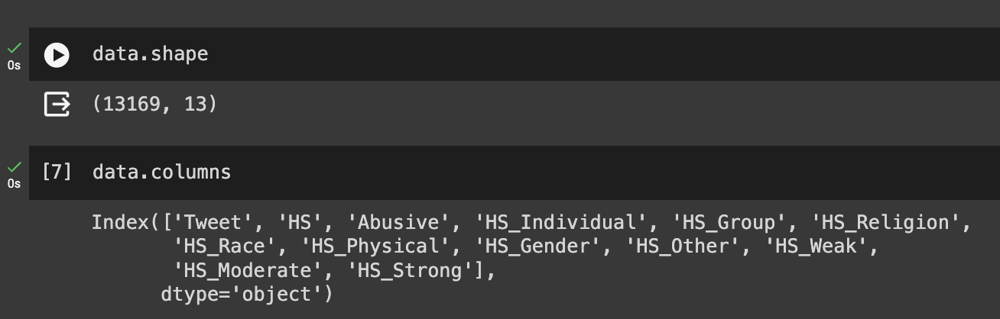 0s
data.shape
(13169, 13)
0s
[7] data.columns
Index(['Tweet', 'HS', 'Abusive', 'HS_Individual', 'HS_Group', 'HS_Religion',
'HS_Race', 'HS_Physical', 'HS_Gender', 'HS_Other', 'HS_Weak',
'HS_Moderate', 'HS_Strong'],
dtype='object')